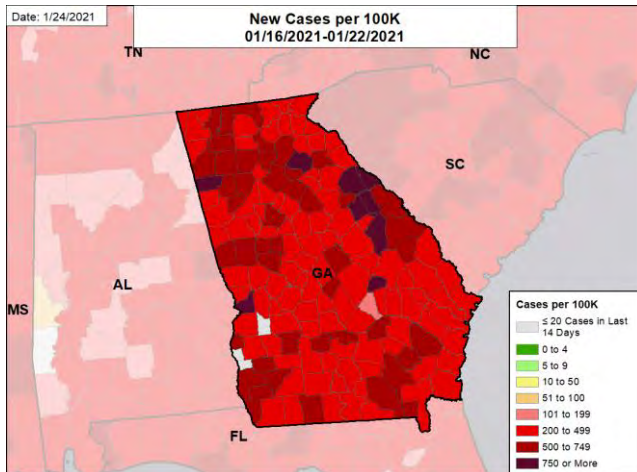 Date: 1/24/2021
New Cases per 100K
01/16/2021-01/22/2021
TN
NC
SC
MS
AL
GA
FL
Cases per 100K
≤ 20 Cases in Last
14 Days
0 to 4
5 to 9
10 to 50
51 to 100
101 to 199
200 to 499
500 to 749
750 or More